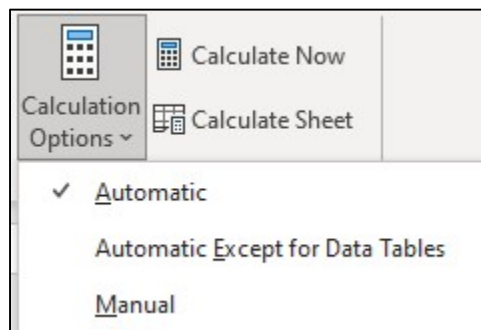 Calculation
Options
Calculate Now
Calculate Sheet
Automatic
Automatic Except for Data Tables
Manual